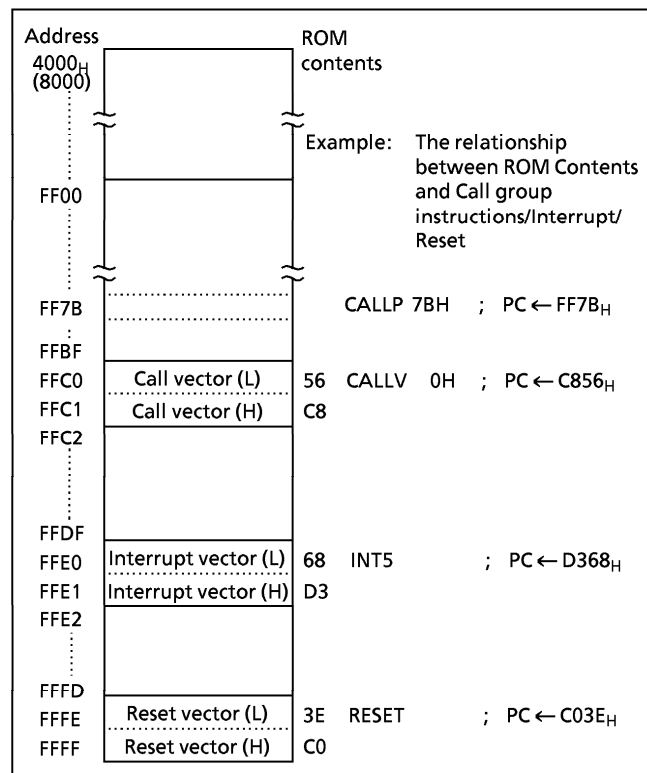 Address ROM
4000H contents
(8000)
Example: The relationship
between ROM Contents
and Call group
instructions/Interrupt/
Reset
FF00
FF7B CALLP 7BH ; PC ← FF7BH
FFBF
FFC0 Call vector (L) 56 CALLV 0H ; PC ← C856H
FFC1 Call vector (H) C8
FFC2
FFDF
FFE0 Interrupt vector (L) 68 INT5 ; PC ← D368H
FFE1 Interrupt vector (H) D3
FFE2
FFFD
FFFE Reset vector (L) 3E RESET ; PC ← C03EH
FFFF Reset vector (H) C0